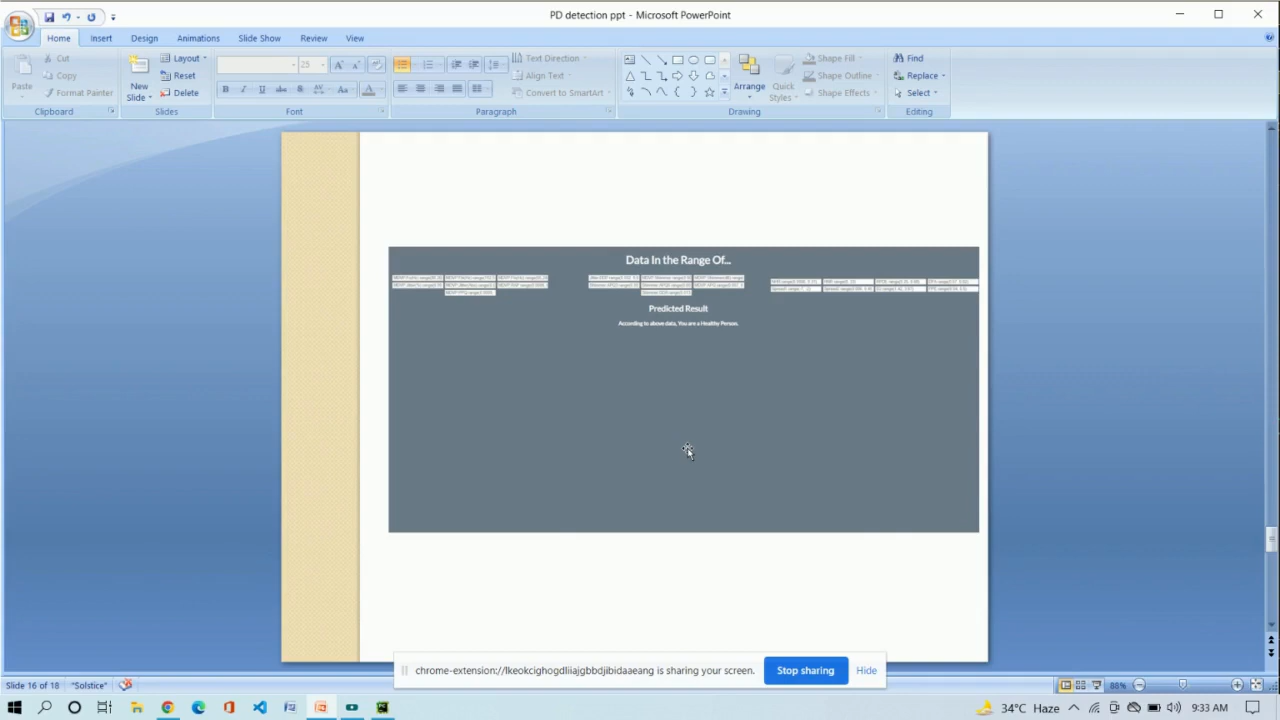 PD detection ppt - Microsoft PowerPoint
Home Insert Design Animations Slide Show Review View
Paste Cut Copy Format Painter Clipboard
New Slide Layout Reset Delete Slides
25 Font
Text Direction Align Text Convert to SmartArt Paragraph
Arrange Quick Styles Shape Fill Shape Outline Shape Effects Drawing
Find Replace Select Editing
Data In the Range Of...
Predicted Result
According to above data, You are a Healthy Person.
chrome-extension://lkeokcighogdlliajgbbdjibidaaeang is sharing your screen. Stop sharing Hide
Slide 16 of 18 "Solstice" 88%
34°C Haze 9:33 AM